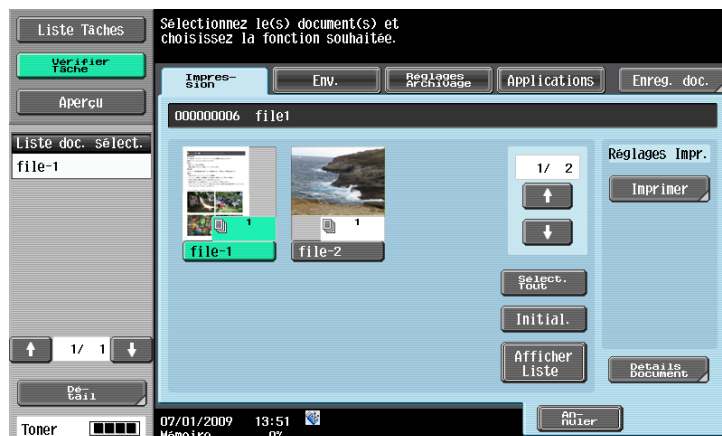 Liste Tâches
Vérifier
Tâche
Aperçu
Liste doc. sélect.
file-1
1/ 1
Dé-
tail
Toner
Sélectionnez le(s) document(s) et
choisissez la fonction souhaitée.
Impres-
sion
Env.
Réglages
Archivage
Applications
Enreg. doc.
000000006 file1
1
file-1
1
file-2
1/ 2
Sélect.
Tout
Initial.
Afficher
Liste
Réglages Impr.
Imprimer
Détails
Document
An-
nuler
07/01/2009 13:51
Mémoire 0%